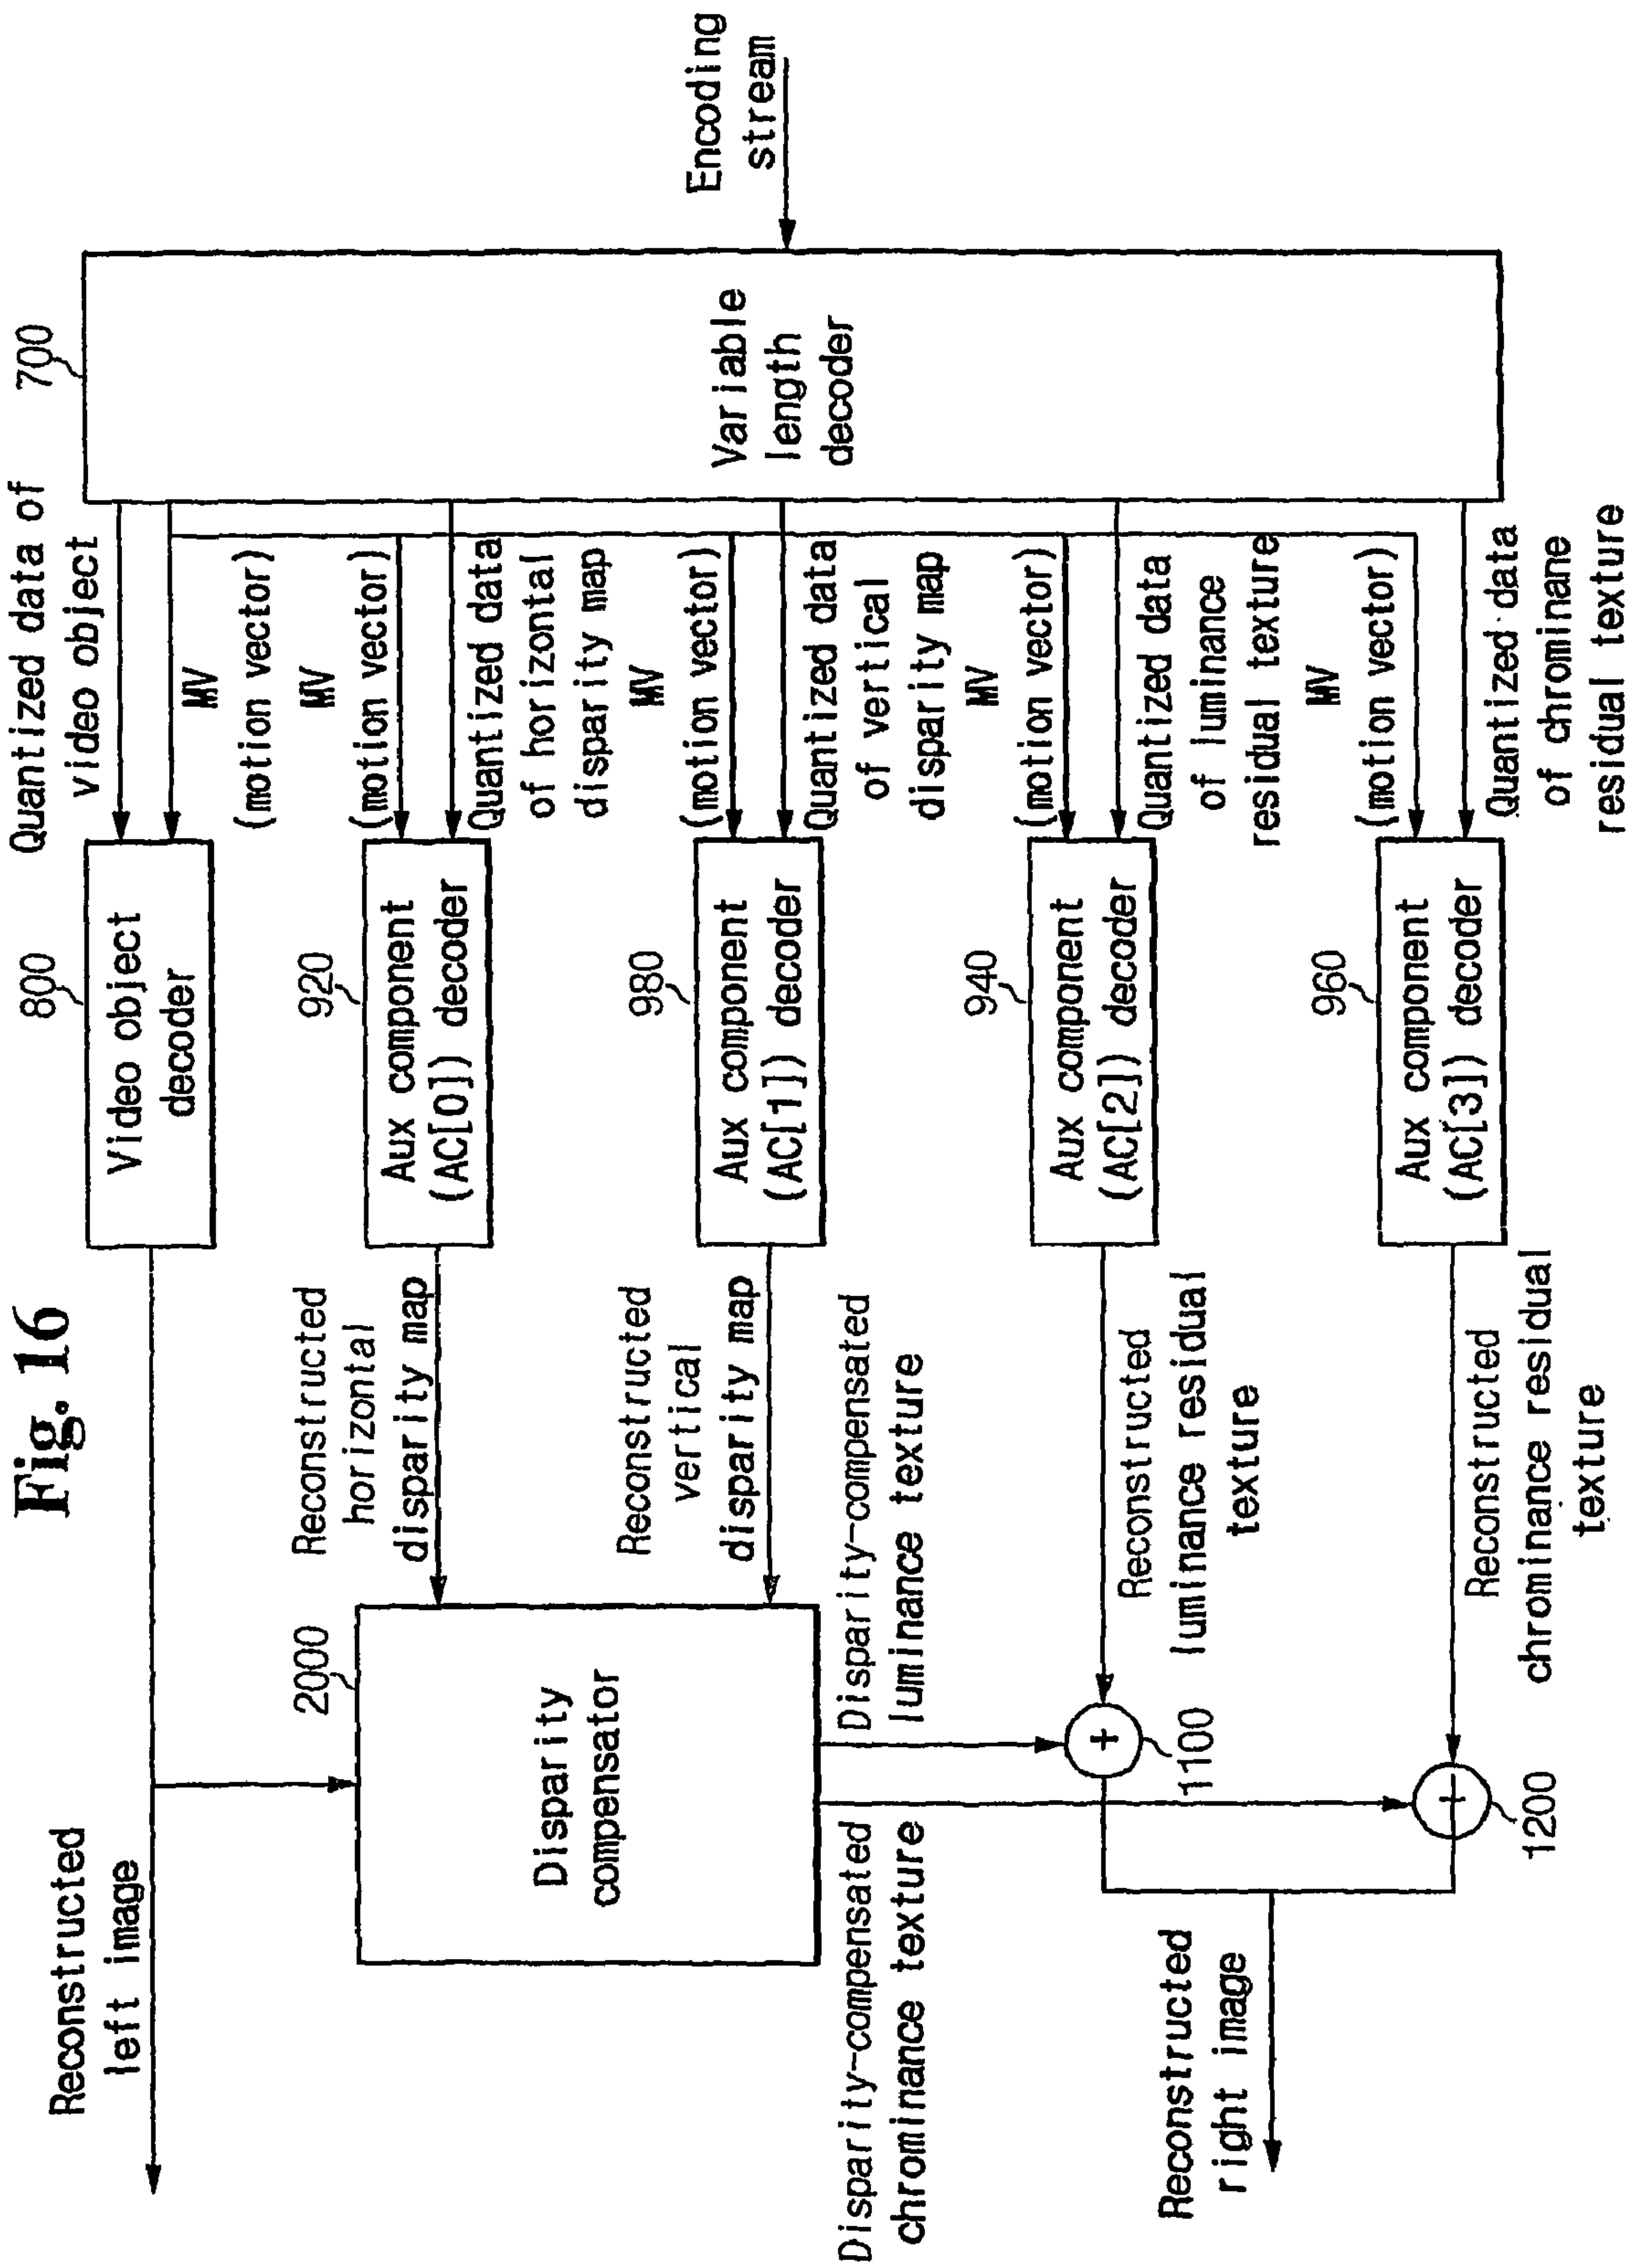 Fig. 16
Encoding
stream
700
Variable
length
decoder
Quantized data of
video object
MV
(motion vector)
MV
(motion vector)
Quantized data
of horizontal
disparity map
MV
(motion vector)
Quantized data
of vertical
disparity map
MV
(motion vector)
Quantized data
of luminance
residual texture
MV
(motion vector)
Quantized data
of chrominane
residual texture
800
Video object
decoder
920
Aux component
(AC[0]) decoder
980
Aux component
(AC[1]) decoder
940
Aux component
(AC[2]) decoder
960
Aux component
(AC[3]) decoder
Reconstructed
horizontal
disparity map
Reconstructed
vertical
disparity map
Disparity-compensated
luminance texture
Reconstructed
luminance residual
texture
Reconstructed
chrominance residual
texture
2000
Disparity
compensator
+
1100
+
1200
Reconstructed
left image
Disparity-compensated
chrominance texture
Reconstructed
right image